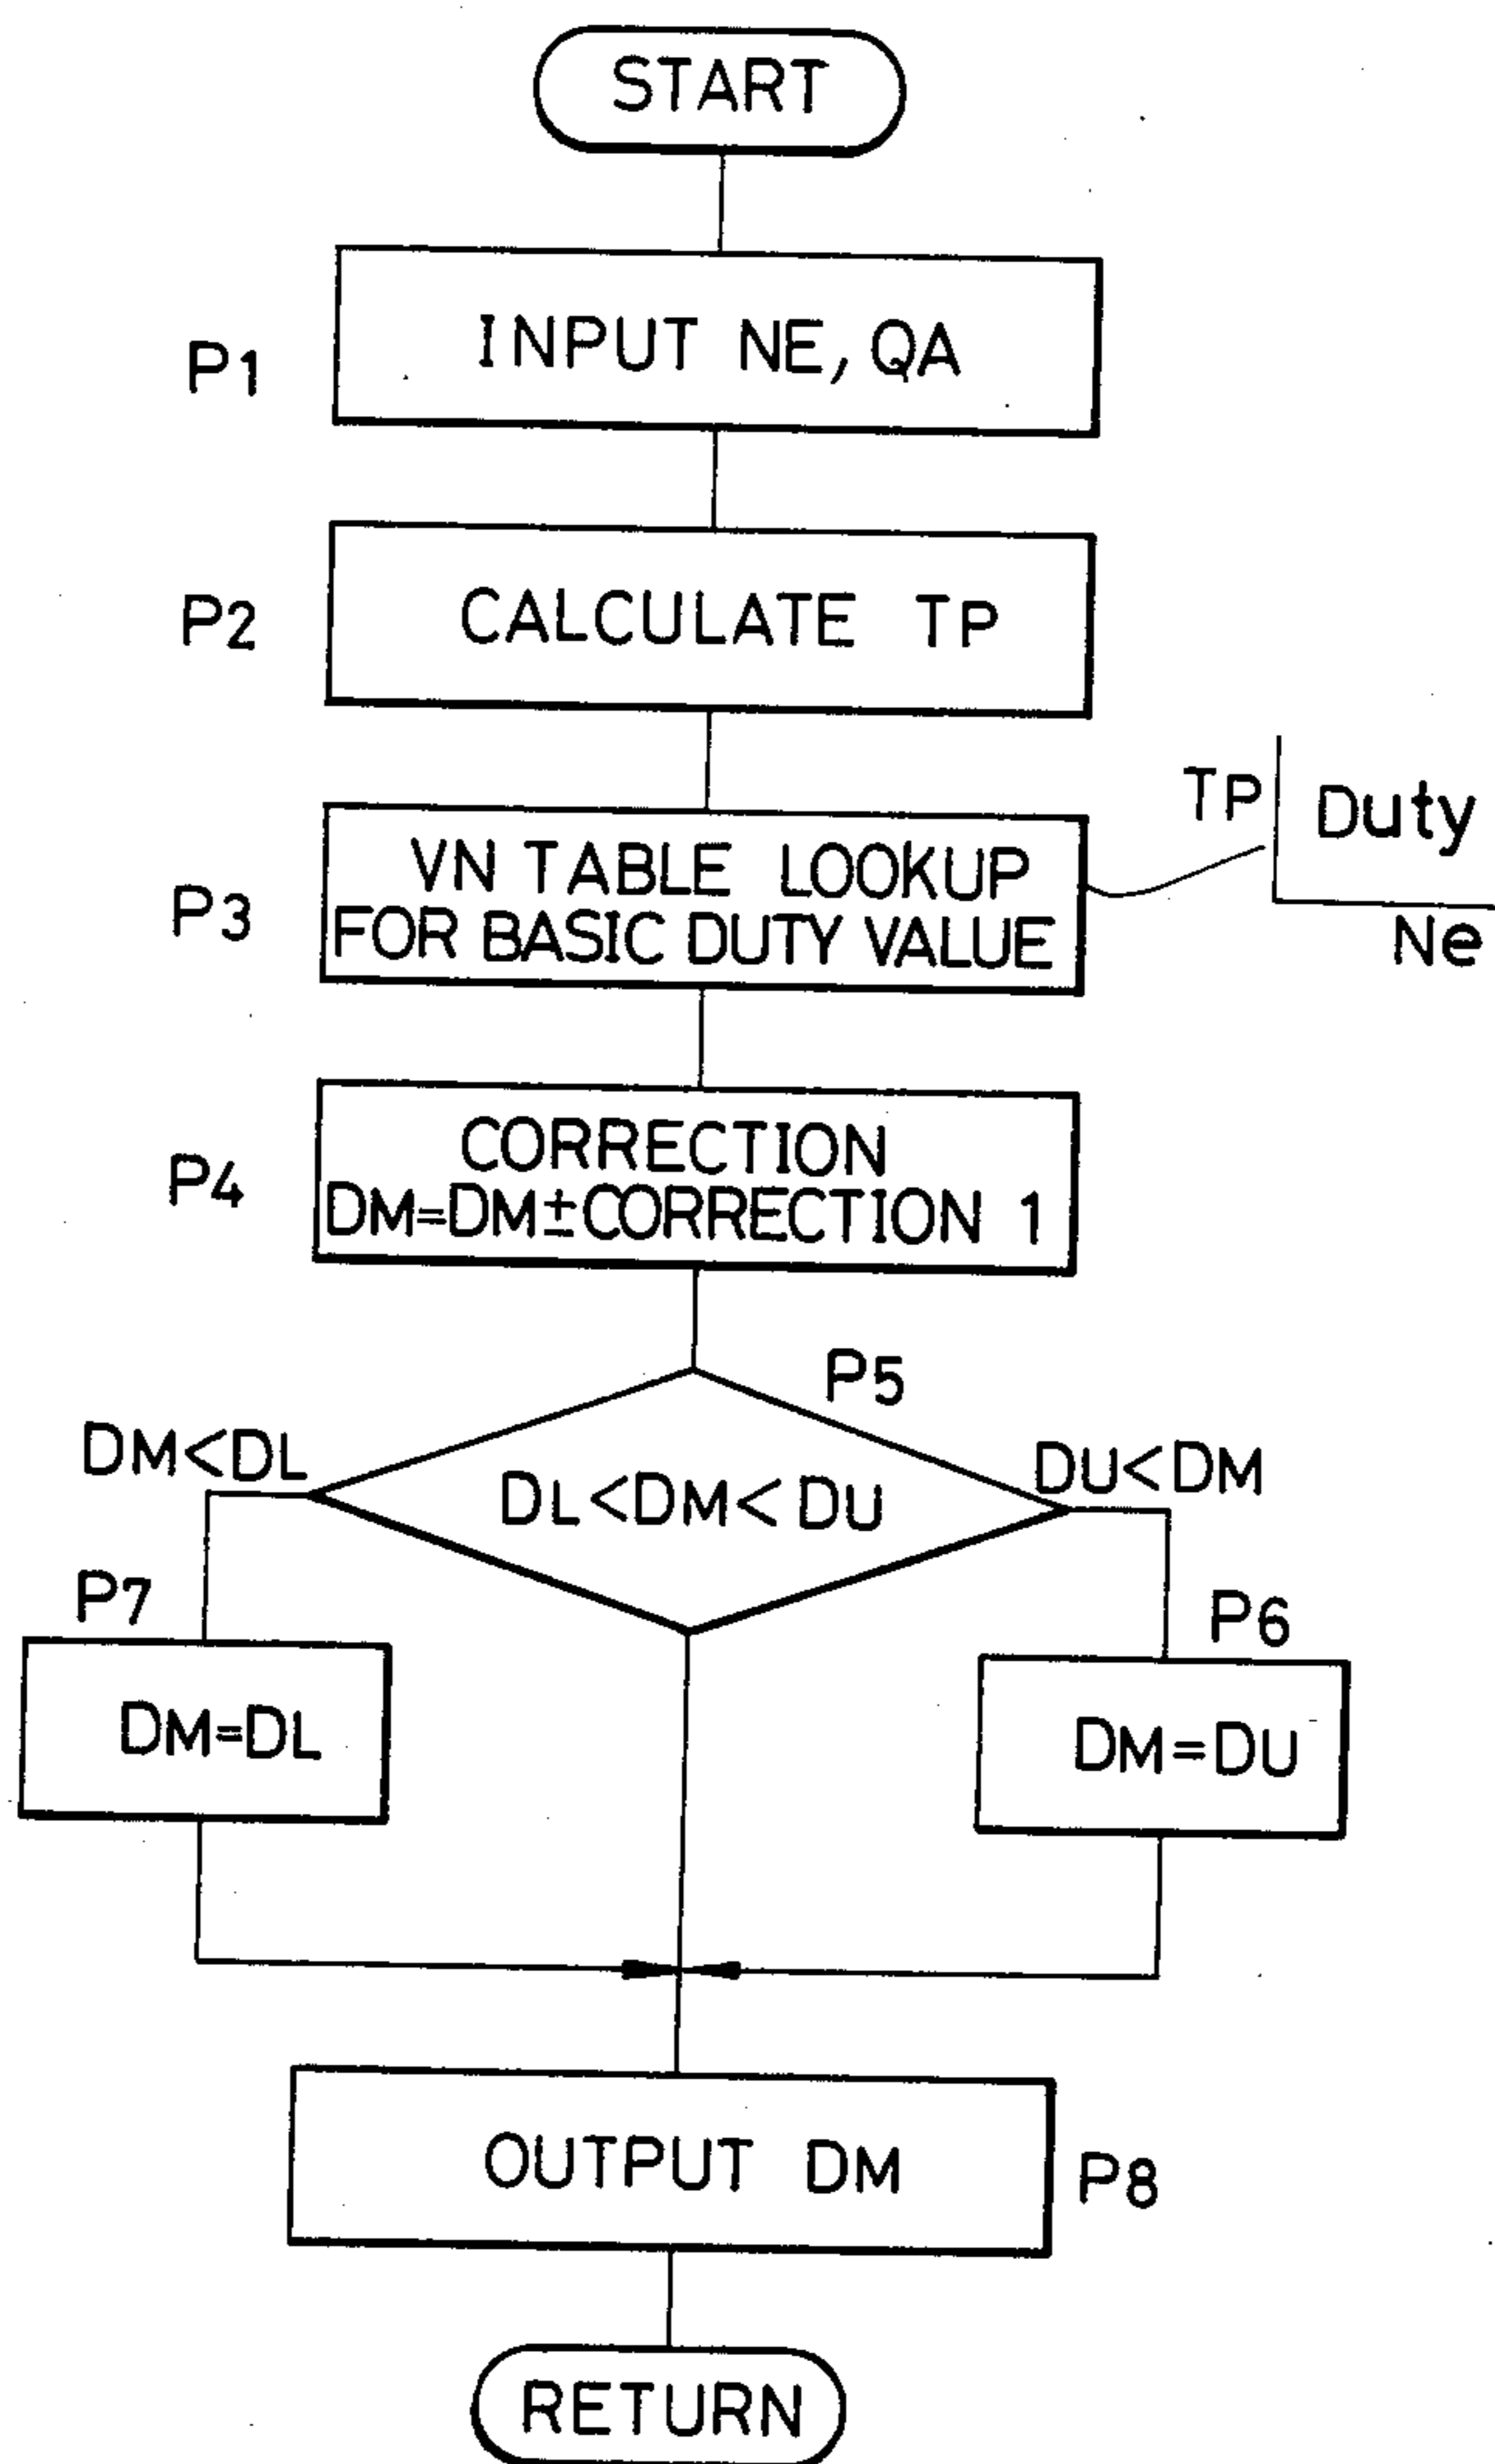 START
P1
INPUT NE, QA
P2
CALCULATE TP
TP
Duty
Ne
P3
VN TABLE LOOKUP
FOR BASIC DUTY VALUE
P4
CORRECTION
DM=DM±CORRECTION 1
P5
DM<DL
DL<DM<DU
DU<DM
P7
DM=DL
P6
DM=DU
OUTPUT DM
P8
RETURN